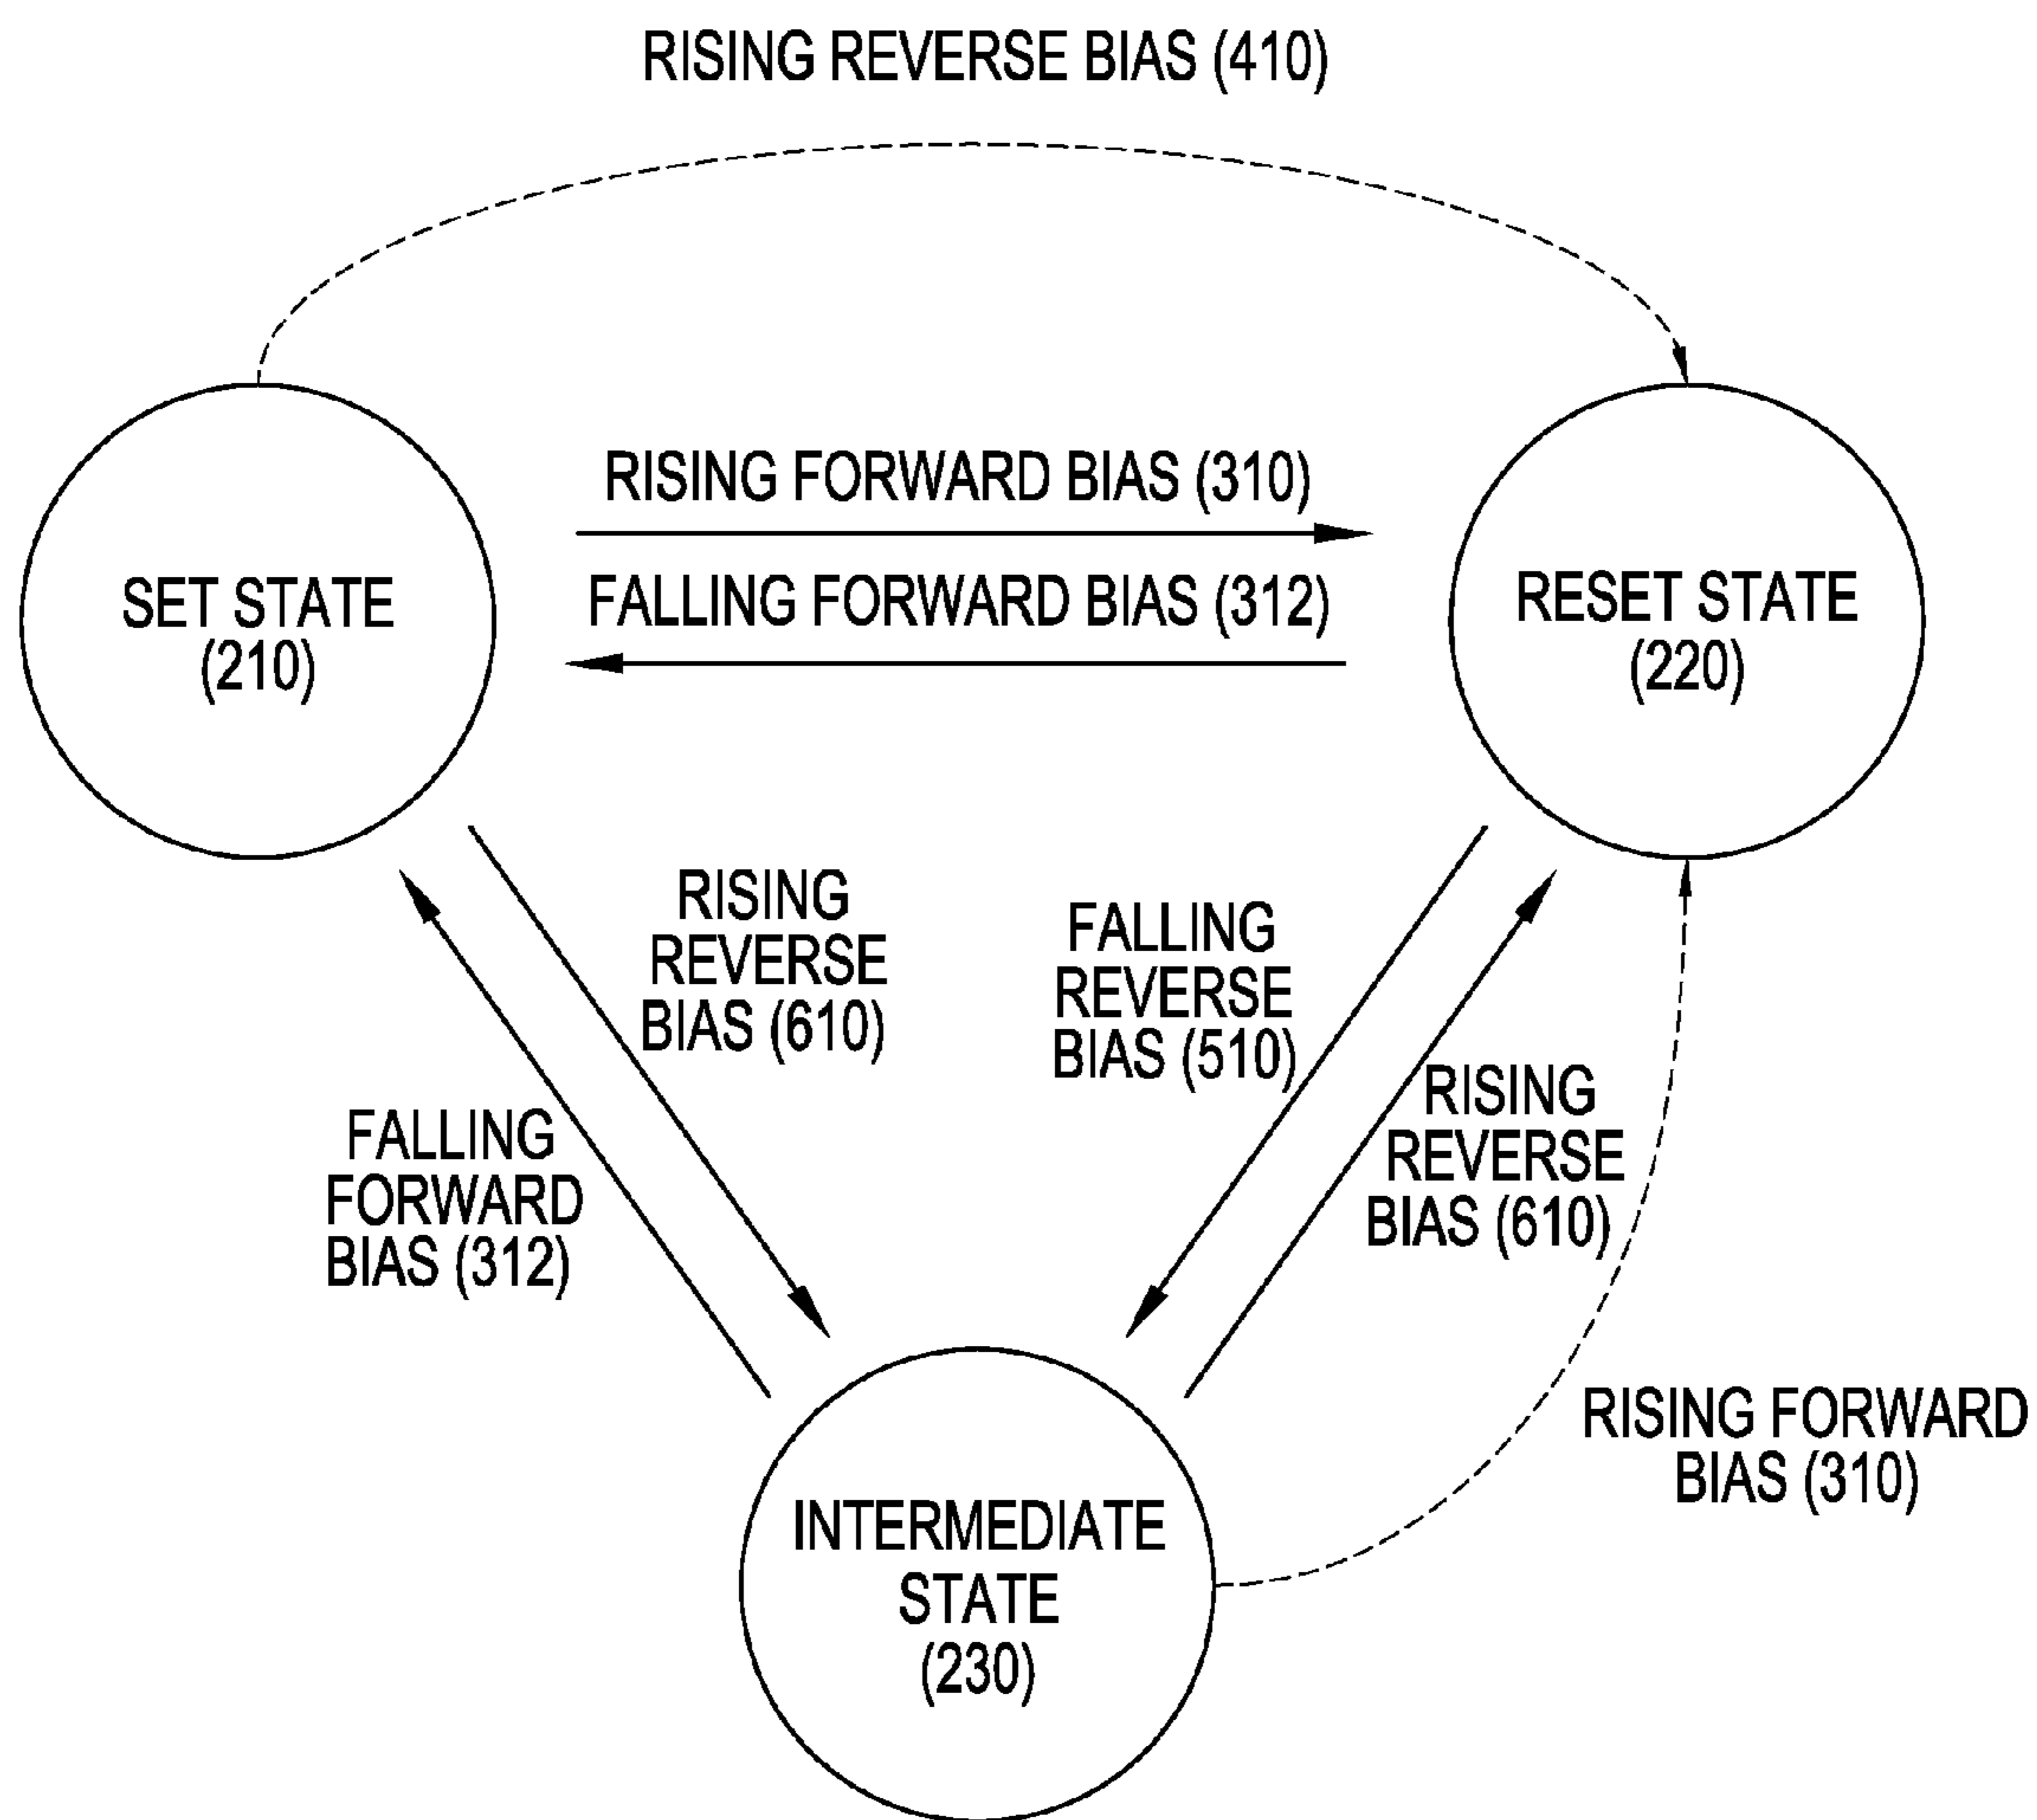 RISING REVERSE BIAS (410)
RISING FORWARD BIAS (310)
FALLING FORWARD BIAS (312)
SET STATE
(210)
RESET STATE
(220)
RISING
REVERSE
BIAS (610)
FALLING
REVERSE
BIAS (510)
FALLING
FORWARD
BIAS (312)
RISING
REVERSE
BIAS (610)
RISING FORWARD
BIAS (310)
INTERMEDIATE
STATE
(230)